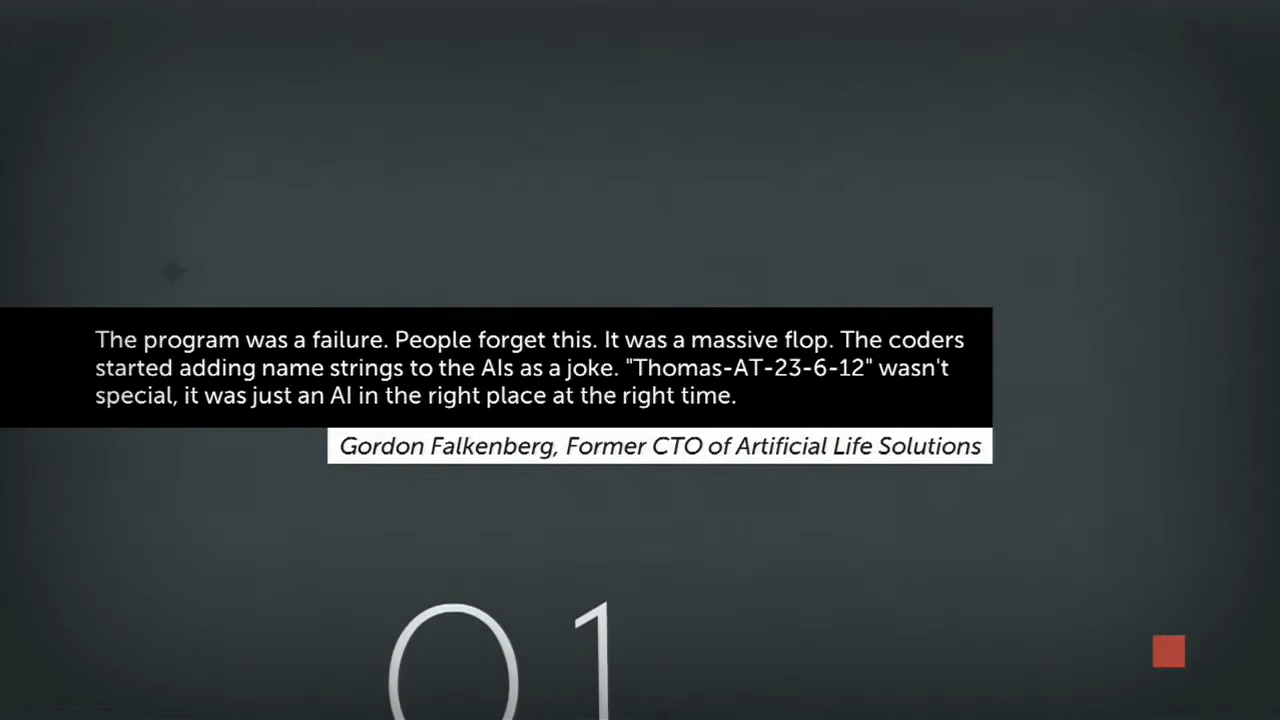 The program was a failure. People forget this. It was a massive flop. The coders
started adding name strings to the AIs as a joke. "Thomas-AT-23-6-12" wasn't
special, it was just an AI in the right place at the right time.
Gordon Falkenberg, Former CTO of Artificial Life Solutions
01